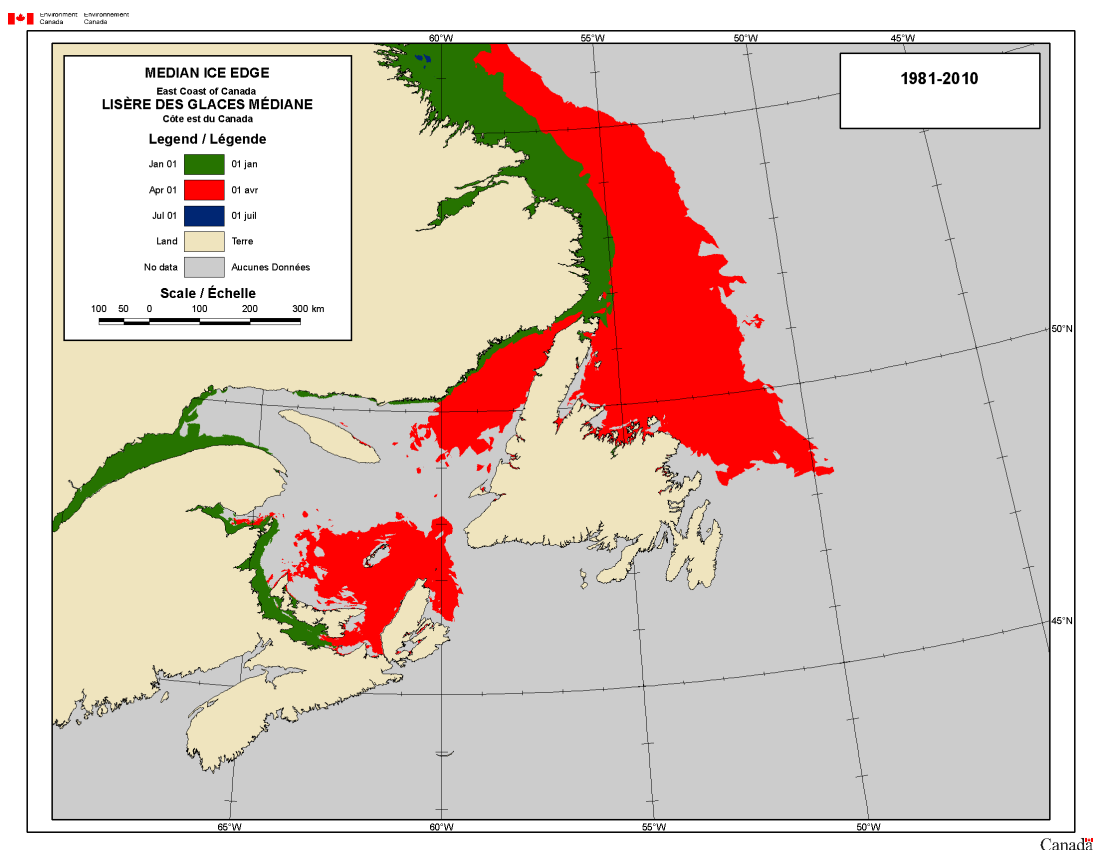 Environment Environnement
Canada Canada
60°W 55°W 50°W 45°W
MEDIAN ICE EDGE
East Coast of Canada
LISÈRE DES GLACES MÉDIANE
Côte est du Canada
Legend / Légende
Jan 01 01 jan
Apr 01 01 avr
Jul 01 01 juil
Land Terre
No data Aucunes Données
Scale / Échelle
100 50 0 100 200 300 km
1981-2010
50°N
45°N
65°W 60°W 55°W 50°W
Canada